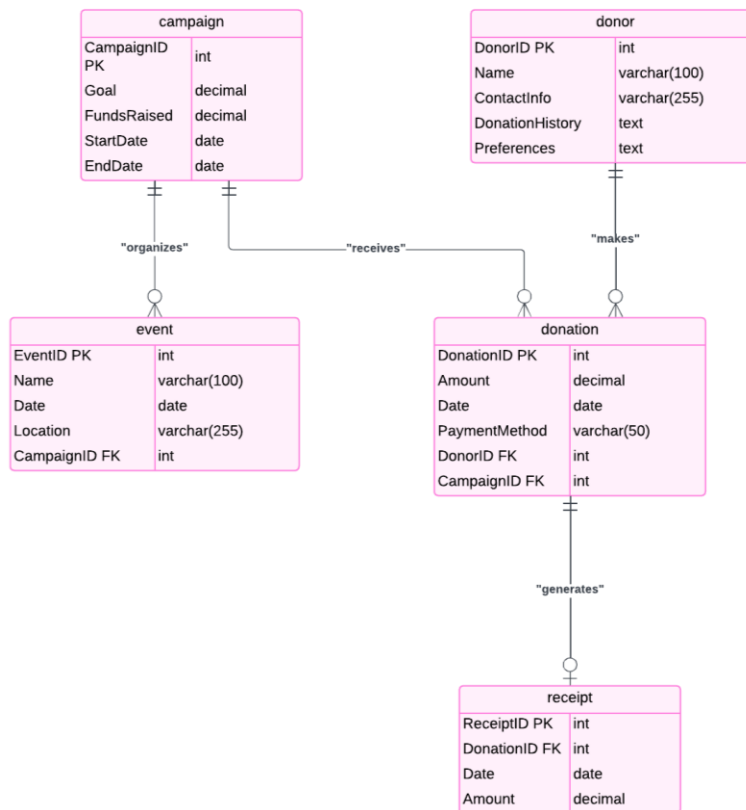 campaign
CampaignID PK int
Goal decimal
FundsRaised decimal
StartDate date
EndDate date
donor
DonorID PK int
Name varchar(100)
ContactInfo varchar(255)
DonationHistory text
Preferences text
"organizes"
"receives"
"makes"
event
EventID PK int
Name varchar(100)
Date date
Location varchar(255)
CampaignID FK int
donation
DonationID PK int
Amount decimal
Date date
PaymentMethod varchar(50)
DonorID FK int
CampaignID FK int
"generates"
receipt
ReceiptID PK int
DonationID FK int
Date date
Amount decimal